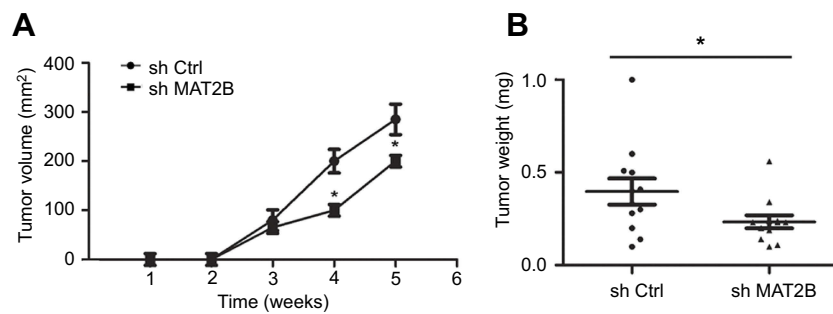 A
sh Ctrl
sh MAT2B
Tumor volume (mm²)
400
300
200
100
0
*
*
1 2 3 4 5 6
Time (weeks)
B
*
Tumor weight (mg)
1.0
0.5
0.0
sh Ctrl sh MAT2B